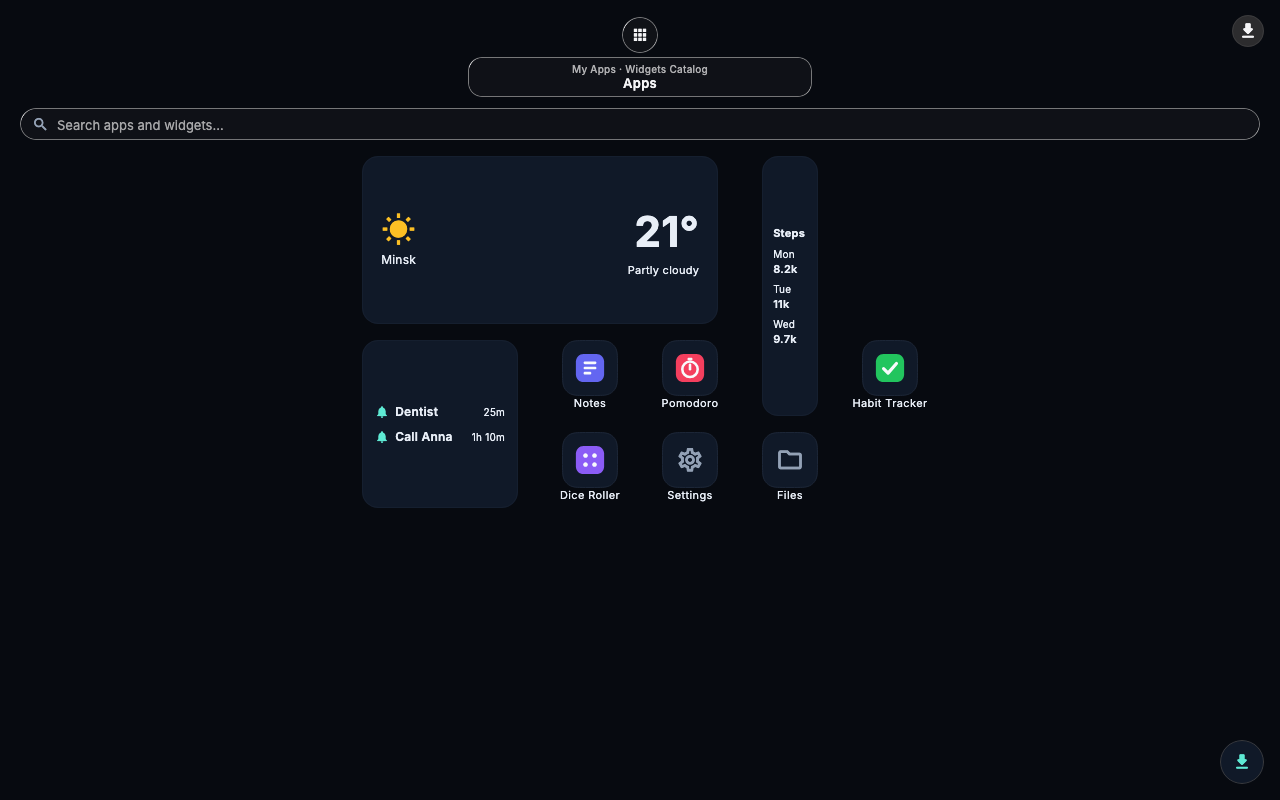 My Apps · Widgets Catalog
Apps
Search apps and widgets...
Minsk
21°
Partly cloudy
Steps
Mon
8.2k
Tue
11k
Wed
9.7k
Dentist 25m
Call Anna 1h 10m
Notes
Pomodoro
Habit Tracker
Dice Roller
Settings
Files